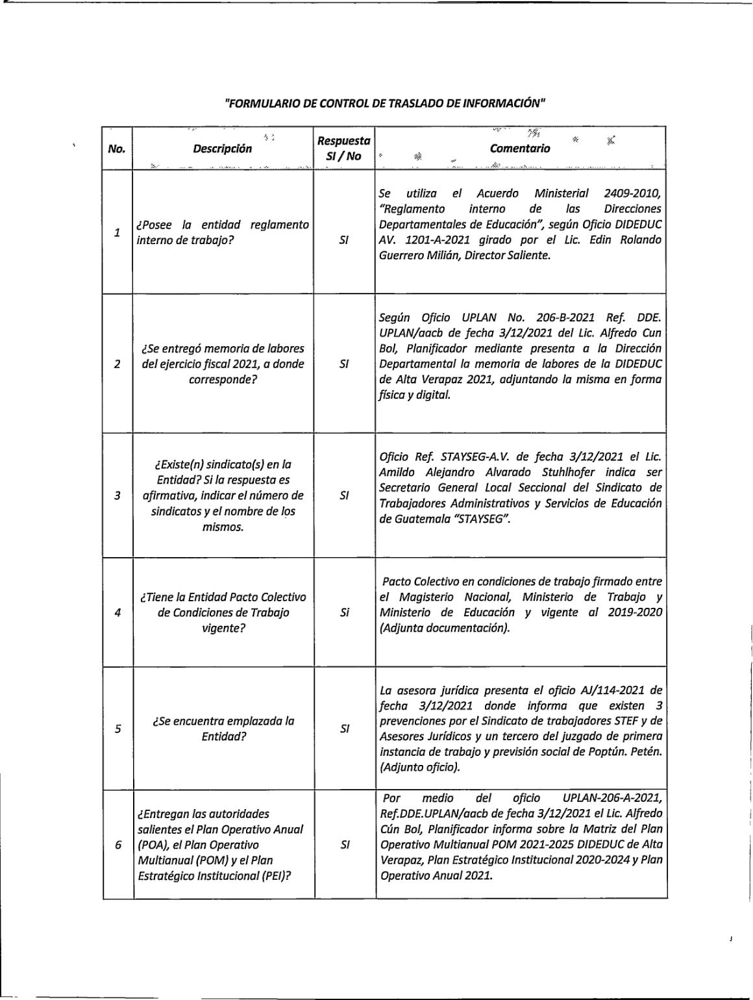 "FORMULARIO DE CONTROL DE TRASLADO DE INFORMACIÓN"
No.
Descripción
Respuesta
SI / No
Comentario
1
¿Posee la entidad reglamento
interno de trabajo?
SI
Se utiliza el Acuerdo Ministerial 2409-2010,
"Reglamento interno de las Direcciones
Departamentales de Educación", según Oficio DIDEDUC
AV. 1201-A-2021 girado por el Lic. Edin Rolando
Guerrero Milián, Director Saliente.
2
¿Se entregó memoria de labores
del ejercicio fiscal 2021, a donde
corresponde?
SI
Según Oficio UPLAN No. 206-B-2021 Ref. DDE.
UPLAN/aacb de fecha 3/12/2021 del Lic. Alfredo Cun
Bol, Planificador mediante presenta a la Dirección
Departamental la memoria de labores de la DIDEDUC
de Alta Verapaz 2021, adjuntando la misma en forma
física y digital.
3
¿Existe(n) sindicato(s) en la
Entidad? Si la respuesta es
afirmativa, indicar el número de
sindicatos y el nombre de los
mismos.
SI
Oficio Ref. STAYSEG-A.V. de fecha 3/12/2021 el Lic.
Amildo Alejandro Alvarado Stuhlhofer indica ser
Secretario General Local Seccional del Sindicato de
Trabajadores Administrativos y Servicios de Educación
de Guatemala "STAYSEG".
4
¿Tiene la Entidad Pacto Colectivo
de Condiciones de Trabajo
vigente?
Si
Pacto Colectivo en condiciones de trabajo firmado entre
el Magisterio Nacional, Ministerio de Trabajo y
Ministerio de Educación y vigente al 2019-2020
(Adjunta documentación).
5
¿Se encuentra emplazada la
Entidad?
SI
La asesora jurídica presenta el oficio AJ/114-2021 de
fecha 3/12/2021 donde informa que existen 3
prevenciones por el Sindicato de trabajadores STEF y de
Asesores Jurídicos y un tercero del juzgado de primera
instancia de trabajo y previsión social de Poptún. Petén.
(Adjunto oficio).
6
¿Entregan las autoridades
salientes el Plan Operativo Anual
(POA), el Plan Operativo
Multianual (POM) y el Plan
Estratégico Institucional (PEI)?
SI
Por medio del oficio UPLAN-206-A-2021,
Ref.DDE.UPLAN/aacb de fecha 3/12/2021 el Lic. Alfredo
Cún Bol, Planificador informa sobre la Matriz del Plan
Operativo Multianual POM 2021-2025 DIDEDUC de Alta
Verapaz, Plan Estratégico Institucional 2020-2024 y Plan
Operativo Anual 2021.